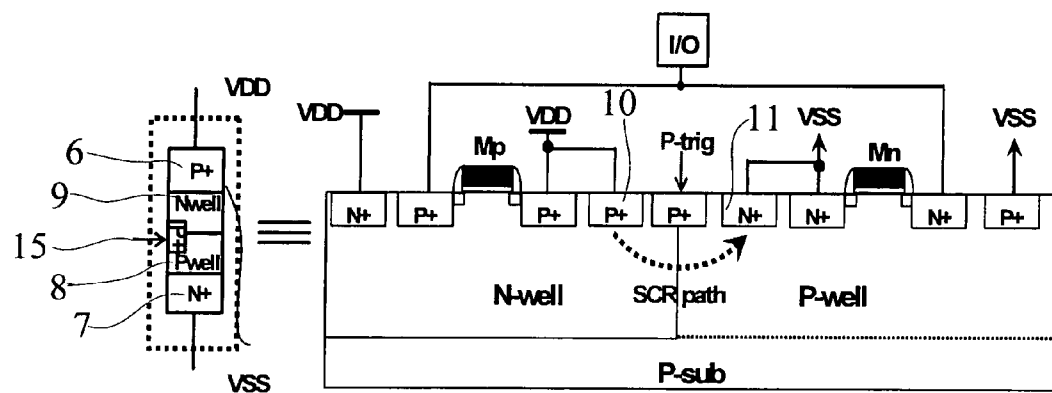 I/O
VDD
VDD
VDD
10
11
VSS
VSS
6
P+
Mp
P-trig
Mn
9
Nwell
N+
P+
P+
P+
P+
N+
N+
N+
P+
15
8
Pwell
7
N+
N-well
SCR path
P-well
VSS
P-sub